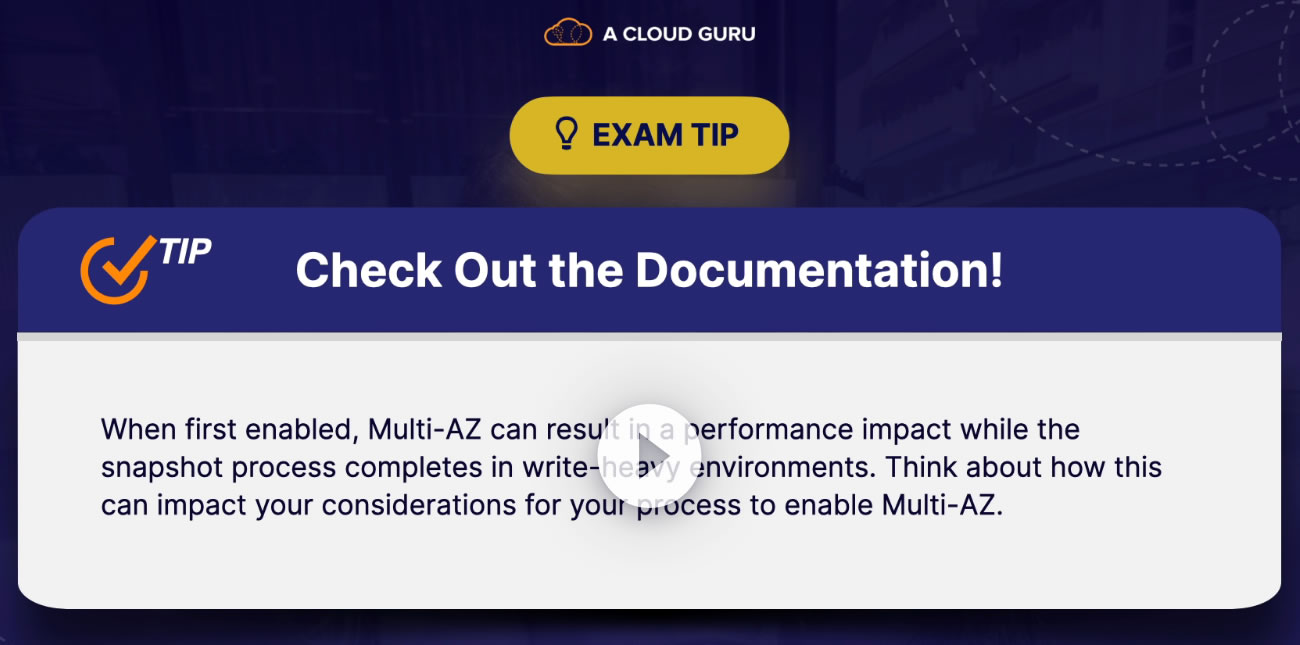 A CLOUD GURU
EXAM TIP
TIP
Check Out the Documentation!
When first enabled, Multi-AZ can result in a performance impact while the
snapshot process completes in write-heavy environments. Think about how this
can impact your considerations for your process to enable Multi-AZ.